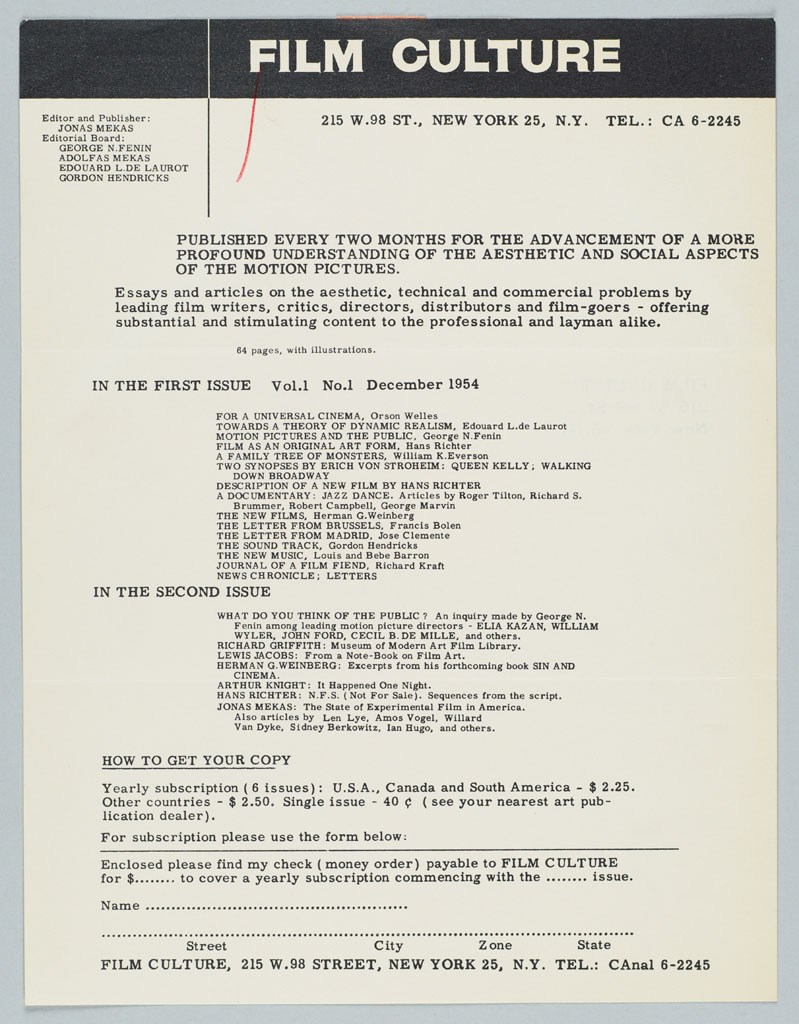 FILM CULTURE
Editor and Publisher:
JONAS MEKAS
Editorial Board:
GEORGE N.FENIN
ADOLFAS MEKAS
EDOUARD L.DE LAUROT
GORDON HENDRICKS
215 W.98 ST., NEW YORK 25, N.Y. TEL.: CA 6-2245
PUBLISHED EVERY TWO MONTHS FOR THE ADVANCEMENT OF A MORE
PROFOUND UNDERSTANDING OF THE AESTHETIC AND SOCIAL ASPECTS
OF THE MOTION PICTURES.
Essays and articles on the aesthetic, technical and commercial problems by
leading film writers, critics, directors, distributors and film-goers - offering
substantial and stimulating content to the professional and layman alike.
64 pages, with illustrations.
IN THE FIRST ISSUE Vol.1 No.1 December 1954
FOR A UNIVERSAL CINEMA, Orson Welles
TOWARDS A THEORY OF DYNAMIC REALISM, Edouard L.de Laurot
MOTION PICTURES AND THE PUBLIC, George N.Fenin
FILM AS AN ORIGINAL ART FORM, Hans Richter
A FAMILY TREE OF MONSTERS, William K.Everson
TWO SYNOPSES BY ERICH VON STROHEIM: QUEEN KELLY; WALKING
DOWN BROADWAY
DESCRIPTION OF A NEW FILM BY HANS RICHTER
A DOCUMENTARY: JAZZ DANCE. Articles by Roger Tilton, Richard S.
Brummer, Robert Campbell, George Marvin
THE NEW FILMS, Herman G.Weinberg
THE LETTER FROM BRUSSELS, Francis Bolen
THE LETTER FROM MADRID, Jose Clemente
THE SOUND TRACK, Gordon Hendricks
THE NEW MUSIC, Louis and Bebe Barron
JOURNAL OF A FILM FIEND, Richard Kraft
NEWS CHRONICLE; LETTERS
IN THE SECOND ISSUE
WHAT DO YOU THINK OF THE PUBLIC ? An inquiry made by George N.
Fenin among leading motion picture directors - ELIA KAZAN, WILLIAM
WYLER, JOHN FORD, CECIL B.DE MILLE, and others.
RICHARD GRIFFITH: Museum of Modern Art Film Library.
LEWIS JACOBS: From a Note-Book on Film Art.
HERMAN G.WEINBERG: Excerpts from his forthcoming book SIN AND
CINEMA.
ARTHUR KNIGHT: It Happened One Night.
HANS RICHTER: N.F.S. (Not For Sale). Sequences from the script.
JONAS MEKAS: The State of Experimental Film in America.
Also articles by Len Lye, Amos Vogel, Willard
Van Dyke, Sidney Berkowitz, Ian Hugo, and others.
HOW TO GET YOUR COPY
Yearly subscription ( 6 issues): U.S.A., Canada and South America - $ 2.25.
Other countries - $ 2.50. Single issue - 40 ¢ ( see your nearest art pub-
lication dealer).
For subscription please use the form below:
Enclosed please find my check ( money order) payable to FILM CULTURE
for $........ to cover a yearly subscription commencing with the ........ issue.
Name ..................................................
Street City Zone State
FILM CULTURE, 215 W.98 STREET, NEW YORK 25, N.Y. TEL.: CAnal 6-2245